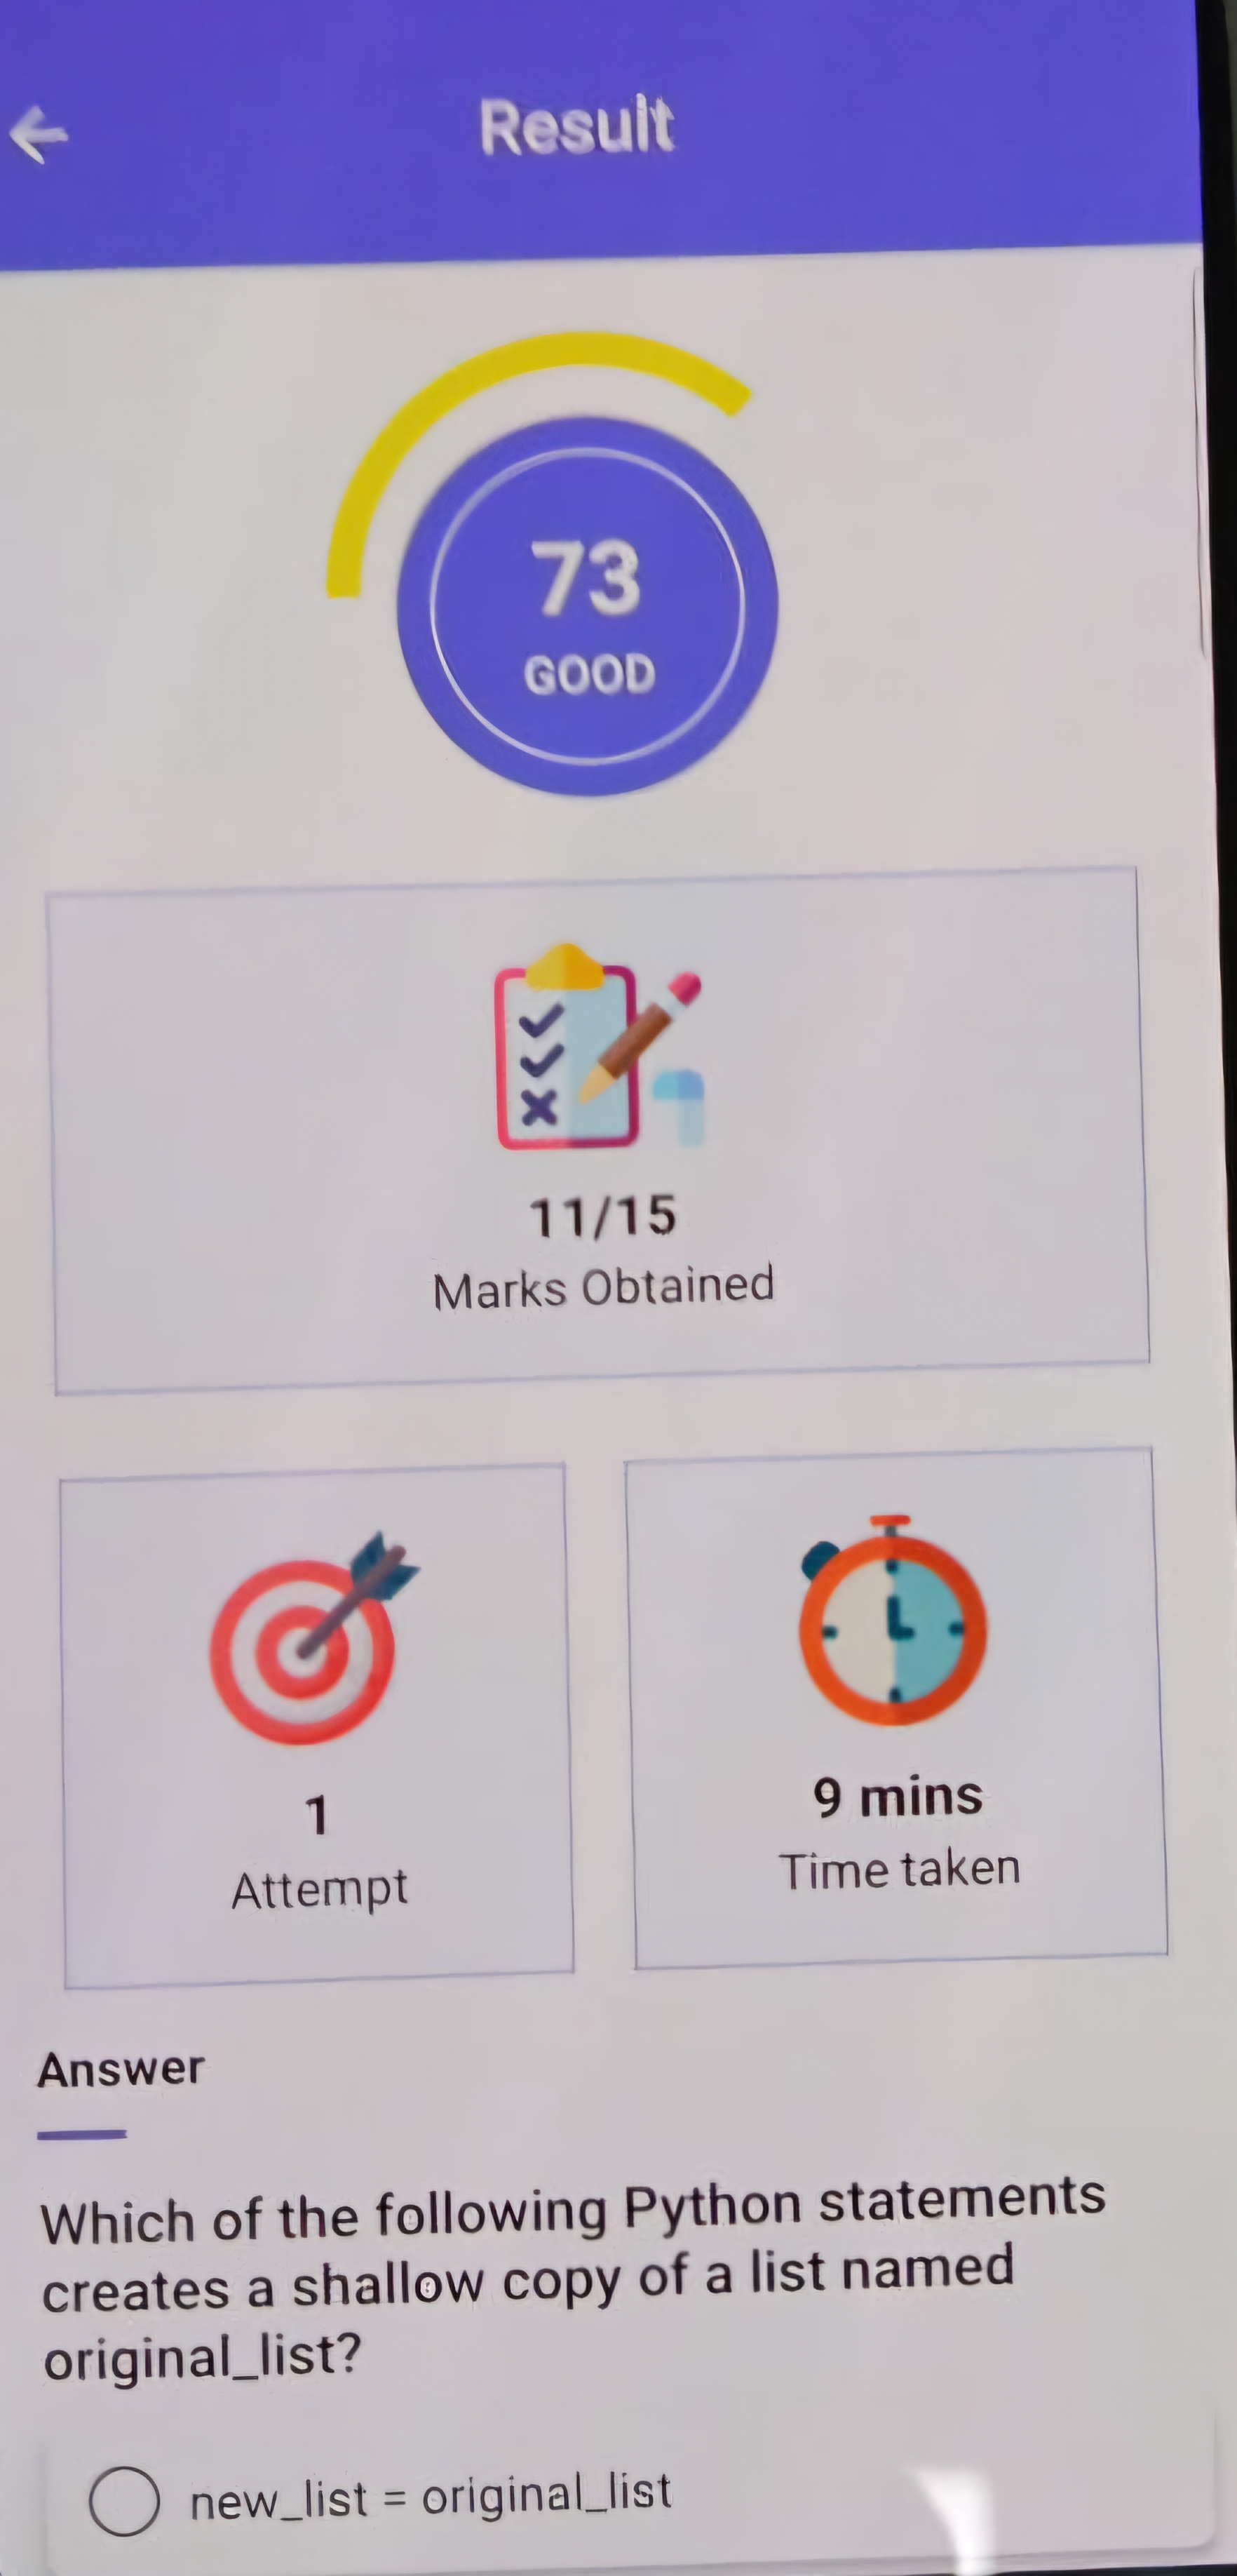 Result
73
GOOD
11/15
Marks Obtained
1
Attempt
9 mins
Time taken
Answer
Which of the following Python statements
creates a shallow copy of a list named
original_list?
new_list = original_list